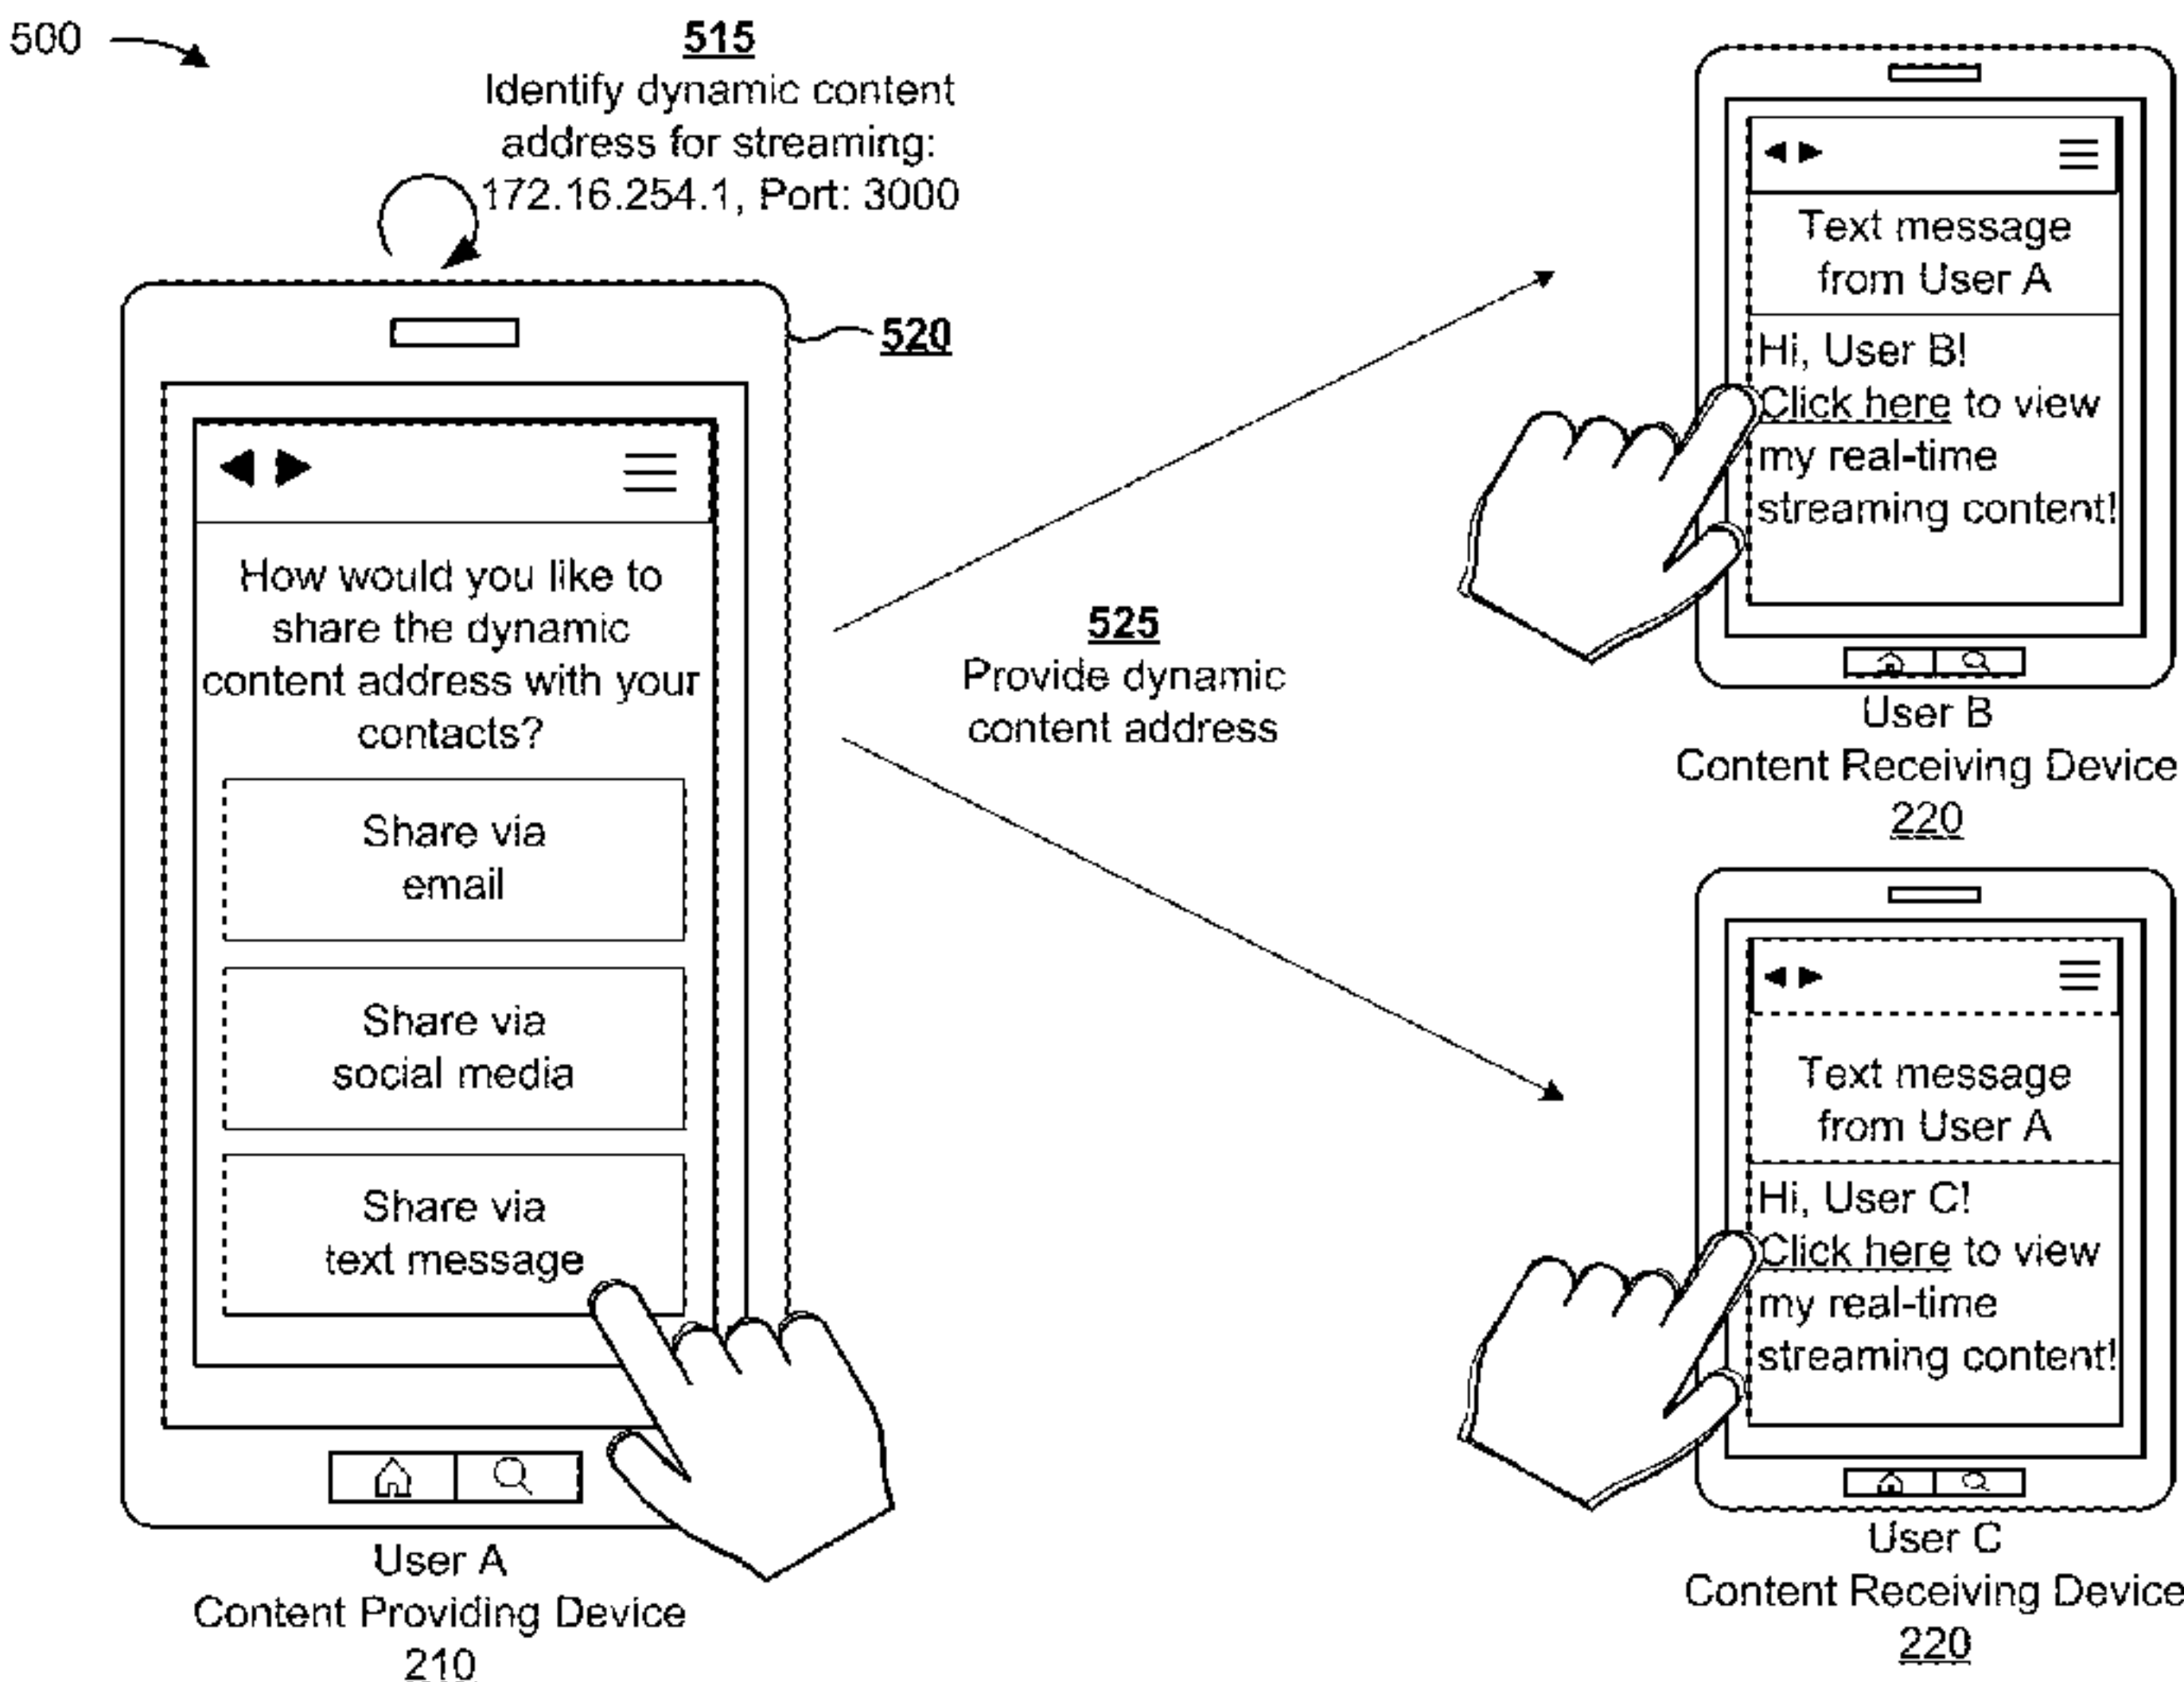 500
515
Identify dynamic content
address for streaming:
172.16.254.1, Port: 3000
520
How would you like to
share the dynamic
content address with your
contacts?
Share via
email
Share via
social media
Share via
text message
User A
Content Providing Device
210
525
Provide dynamic
content address
Text message
from User A
Hi, User B!
Click here to view
my real-time
streaming content!
User B
Content Receiving Device
220
Text message
from User A
Hi, User C!
Click here to view
my real-time
streaming content!
User C
Content Receiving Device
220